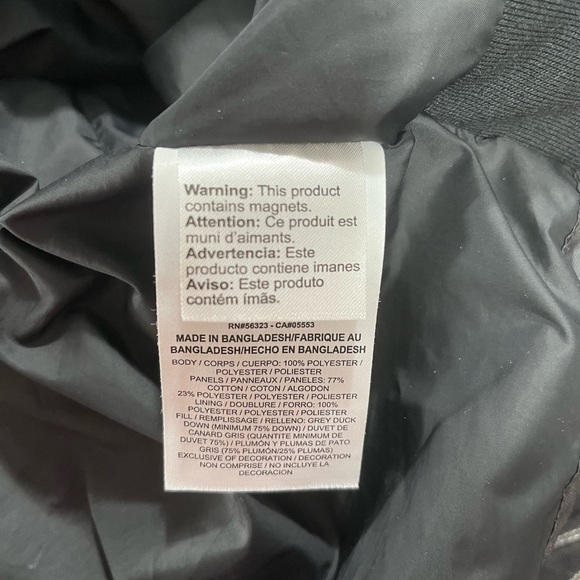 Warning: This product
contains magnets.
Attention: Ce produit est
muni d'aimants.
Advertencia: Este
producto contiene imanes
Aviso: Este produto
contém ímãs.
RN#56323 - CA#05553
MADE IN BANGLADESH/FABRIQUE AU
BANGLADESH/HECHO EN BANGLADESH
BODY / CORPS / CUERPO: 100% POLYESTER /
POLYESTER / POLIESTER
PANELS / PANNEAUX / PANELES: 77%
COTTON / COTON / ALGODON
23% POLYESTER / POLYESTER / POLIESTER
LINING / DOUBLURE / FORRO: 100%
POLYESTER / POLYESTER / POLIESTER
FILL / REMPLISSAGE / RELLENO: GREY DUCK
DOWN (MINIMUM 75% DOWN) / DUVET DE
CANARD GRIS (QUANTITE MINIMUM DE
DUVET 75%) / PLUMÓN Y PLUMAS DE PATO
GRIS (75% PLUMÓN/25% PLUMAS)
EXCLUSIVE OF DECORATION / DECORATION
NON COMPRISE / NO INCLUYE LA
DECORACION